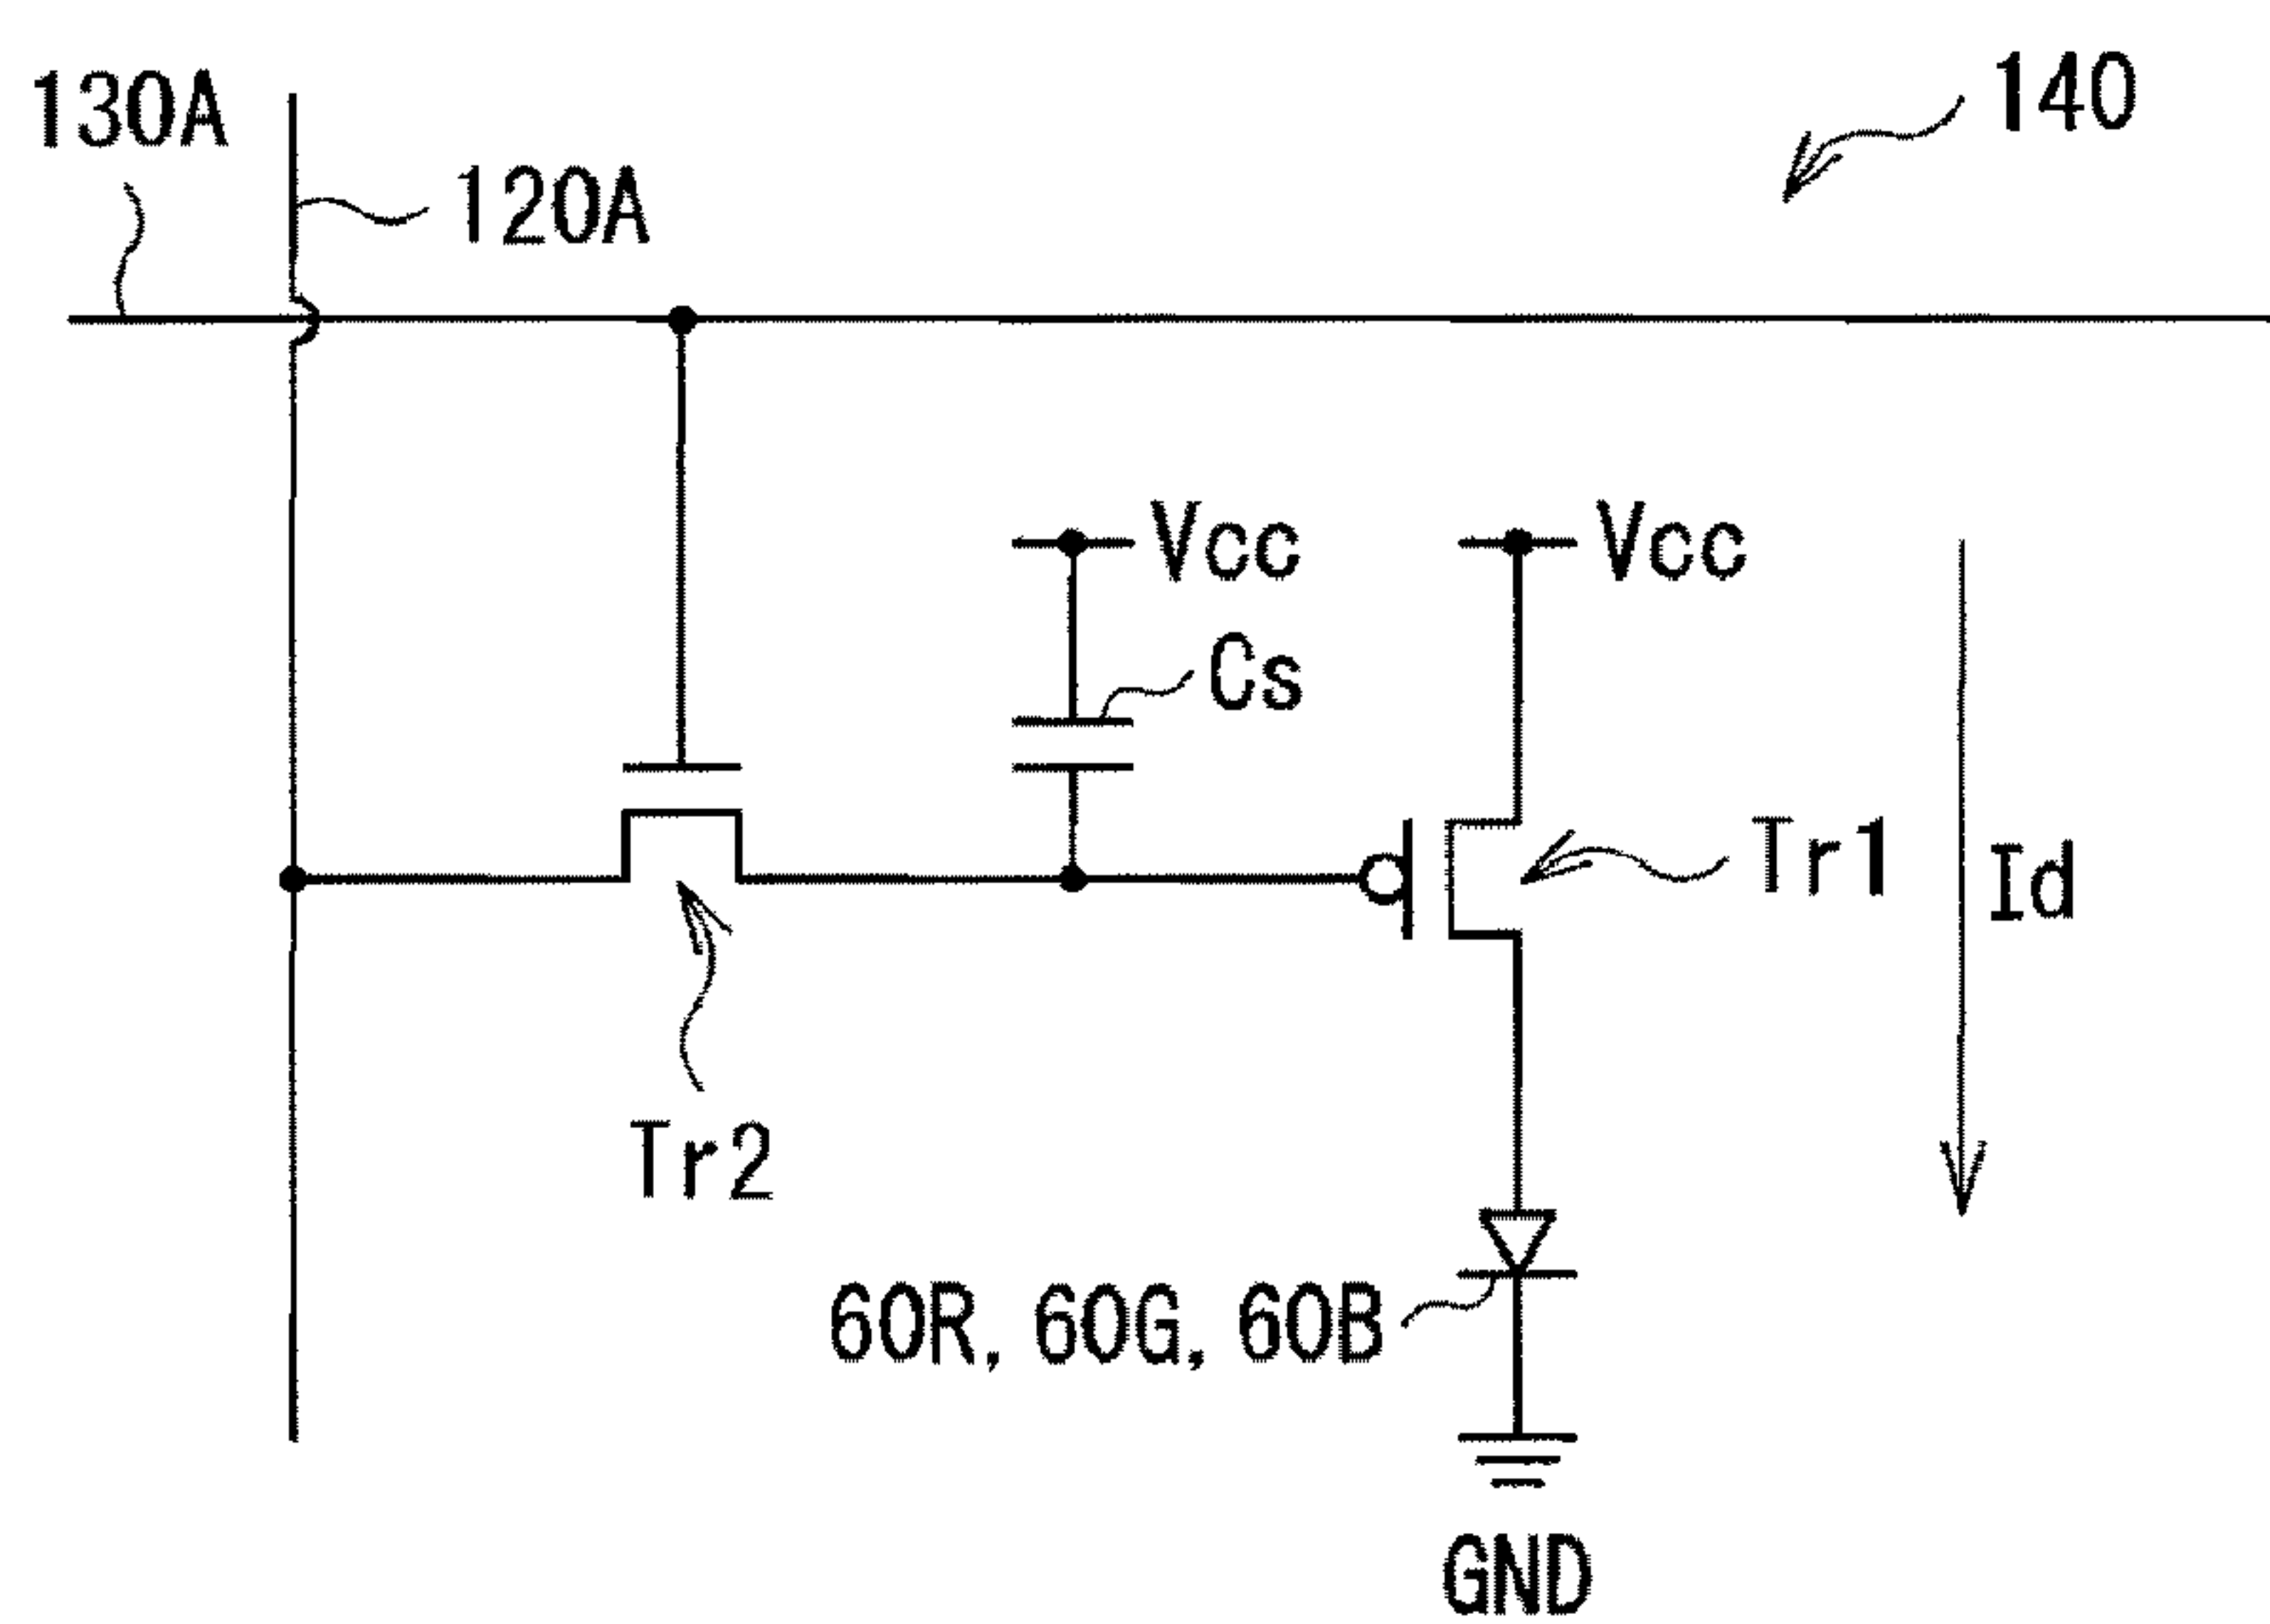 140
130A
120A
Vcc
Vcc
Cs
Tr1
Id
Tr2
60R, 60G, 60B
GND